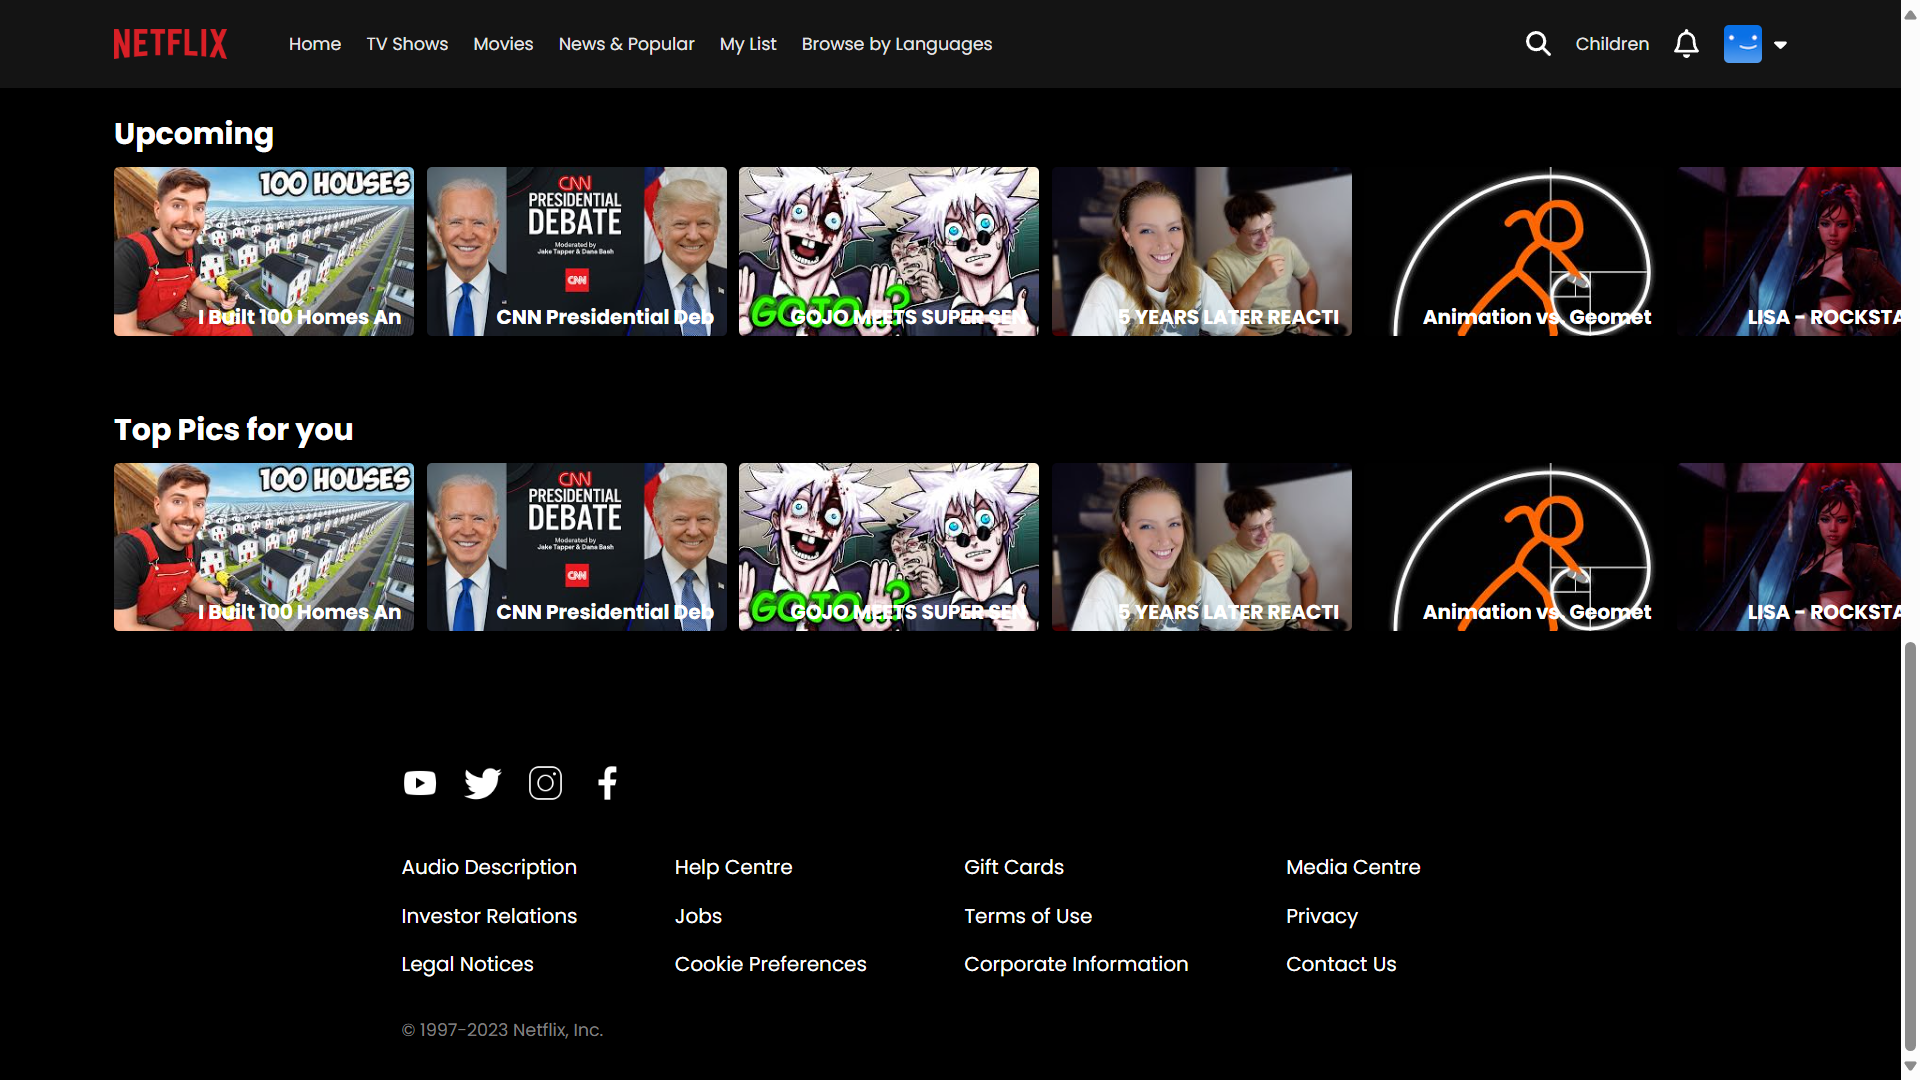 NETFLIX Home TV Shows Movies News & Popular My List Browse by Languages Children
Upcoming
100 HOUSES
I Built 100 Homes An
CNN
PRESIDENTIAL
DEBATE
Moderated by
Jake Tapper & Dana Bash
CNN
CNN Presidential Deb
GOJO ?
GOJO MEETS SUPER SEN
5 YEARS LATER REACTI
Animation vs. Geomet
LISA - ROCKSTA
Top Pics for you
100 HOUSES
I Built 100 Homes An
CNN
PRESIDENTIAL
DEBATE
Moderated by
Jake Tapper & Dana Bash
CNN
CNN Presidential Deb
GOJO ?
GOJO MEETS SUPER SEN
5 YEARS LATER REACTI
Animation vs. Geomet
LISA - ROCKSTA
Audio Description Help Centre Gift Cards Media Centre
Investor Relations Jobs Terms of Use Privacy
Legal Notices Cookie Preferences Corporate Information Contact Us
© 1997-2023 Netflix, Inc.